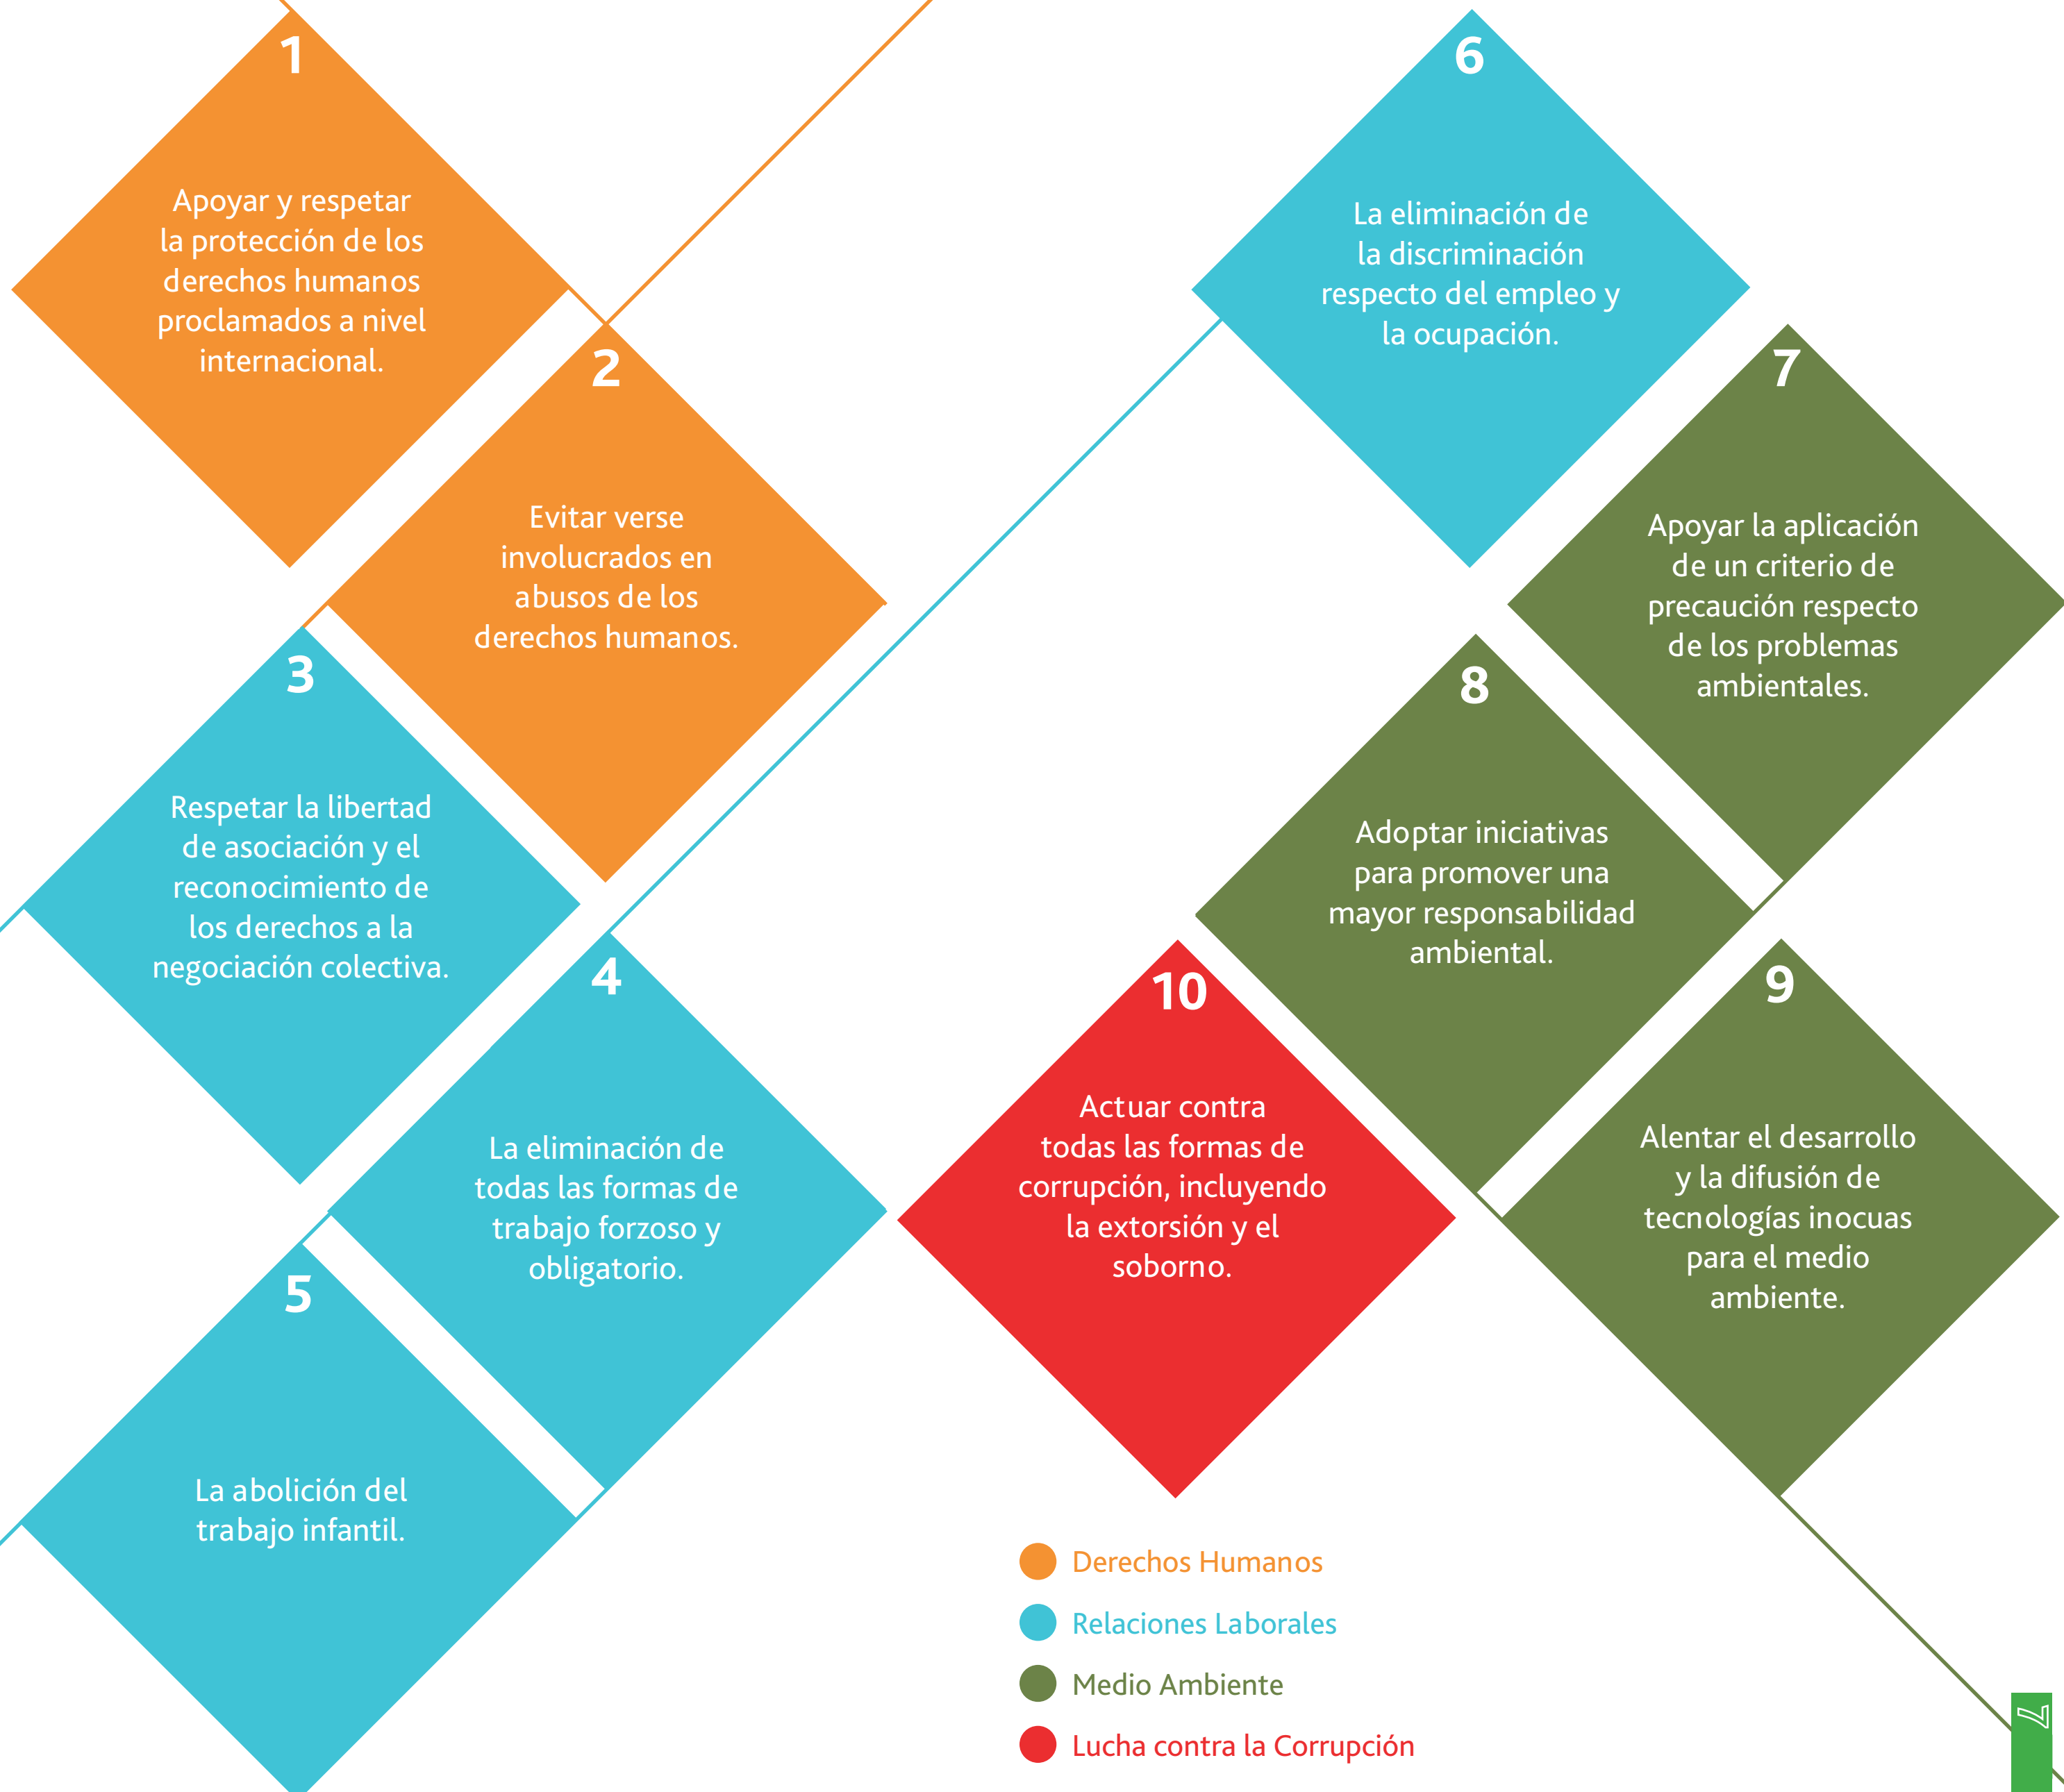 1
Apoyar y respetar
la protección de los
derechos humanos
proclamados a nivel
internacional.
2
Evitar verse
involucrados en
abusos de los
derechos humanos.
3
Respetar la libertad
de asociación y el
reconocimiento de
los derechos a la
negociación colectiva.
4
La eliminación de
todas las formas de
trabajo forzoso y
obligatorio.
5
La abolición del
trabajo infantil.
6
La eliminación de
la discriminación
respecto del empleo y
la ocupación.
7
Apoyar la aplicación
de un criterio de
precaución respecto
de los problemas
ambientales.
8
Adoptar iniciativas
para promover una
mayor responsabilidad
ambiental.
9
Alentar el desarrollo
y la difusión de
tecnologías inocuas
para el medio
ambiente.
10
Actuar contra
todas las formas de
corrupción, incluyendo
la extorsión y el
soborno.
Derechos Humanos
Relaciones Laborales
Medio Ambiente
Lucha contra la Corrupción
7